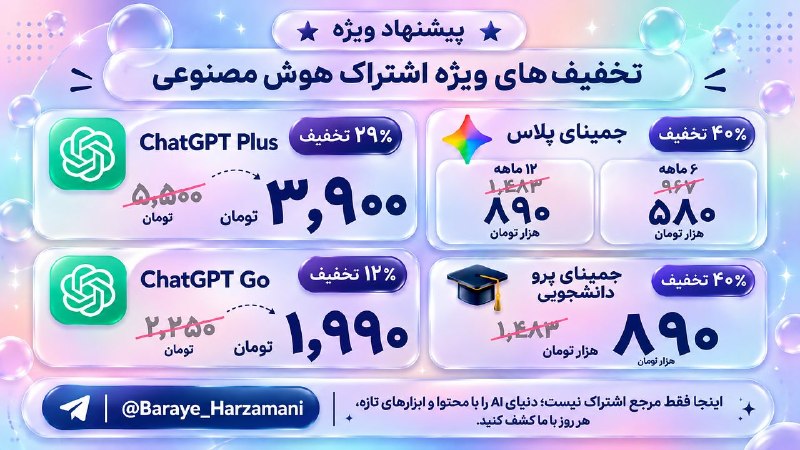 پیشنهاد ویژه
تخفیف های ویژه اشتراک هوش مصنوعی
ChatGPT Plus
۲۹% تخفیف
۵,۵۰۰
تومان
۳,۹۰۰
تومان
جمینای پلاس
۴۰% تخفیف
۶ ماهه
۹۶۷
۵۸۰
هزار تومان
۱۲ ماهه
۱,۴۸۳
۸۹۰
هزار تومان
ChatGPT Go
۱۲% تخفیف
۲,۲۵۰
تومان
۱,۹۹۰
تومان
جمینای پرو
دانشجویی
۴۰% تخفیف
۱,۴۸۳
هزار تومان
۸۹۰
هزار تومان
اینجا فقط مرجع اشتراک نیست؛ دنیای AI را با محتوا و ابزارهای تازه،
هر روز با ما کشف کنید.
@Baraye_Harzamani